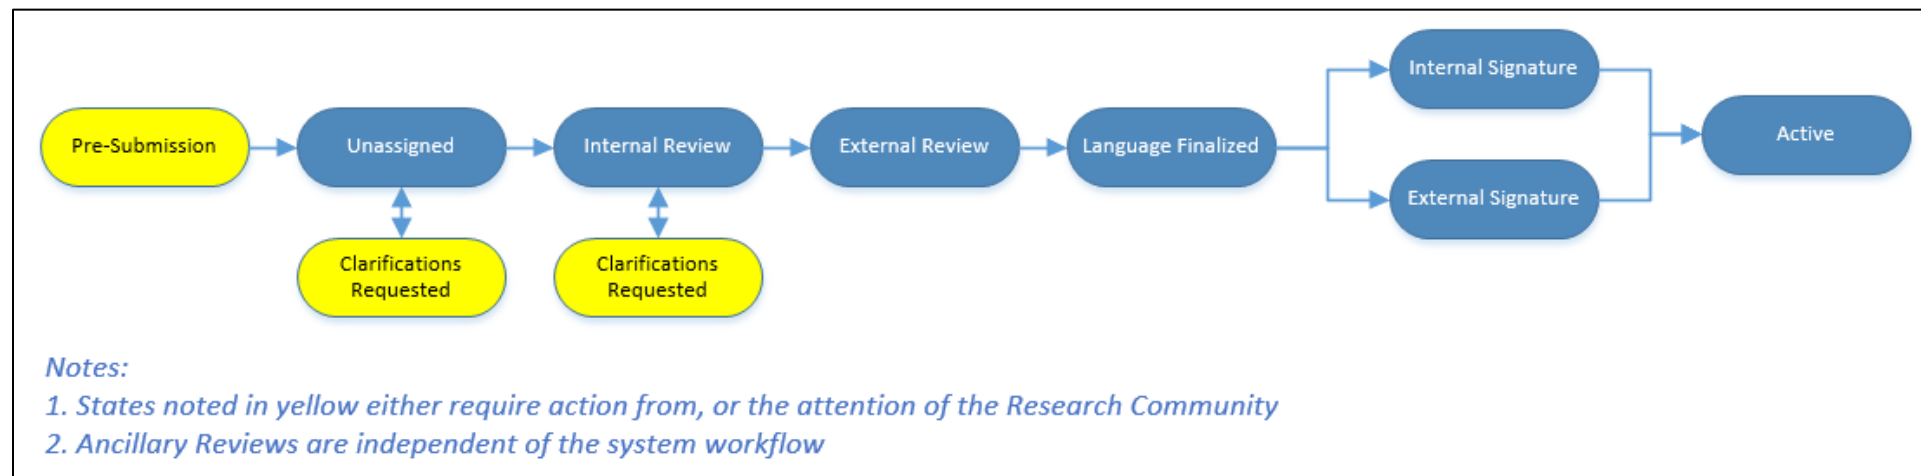 Internal Signature
Pre-Submission
Unassigned
Internal Review
External Review
Language Finalized
Active
External Signature
Clarifications
Requested
Clarifications
Requested
Notes:
1. States noted in yellow either require action from, or the attention of the Research Community
2. Ancillary Reviews are independent of the system workflow